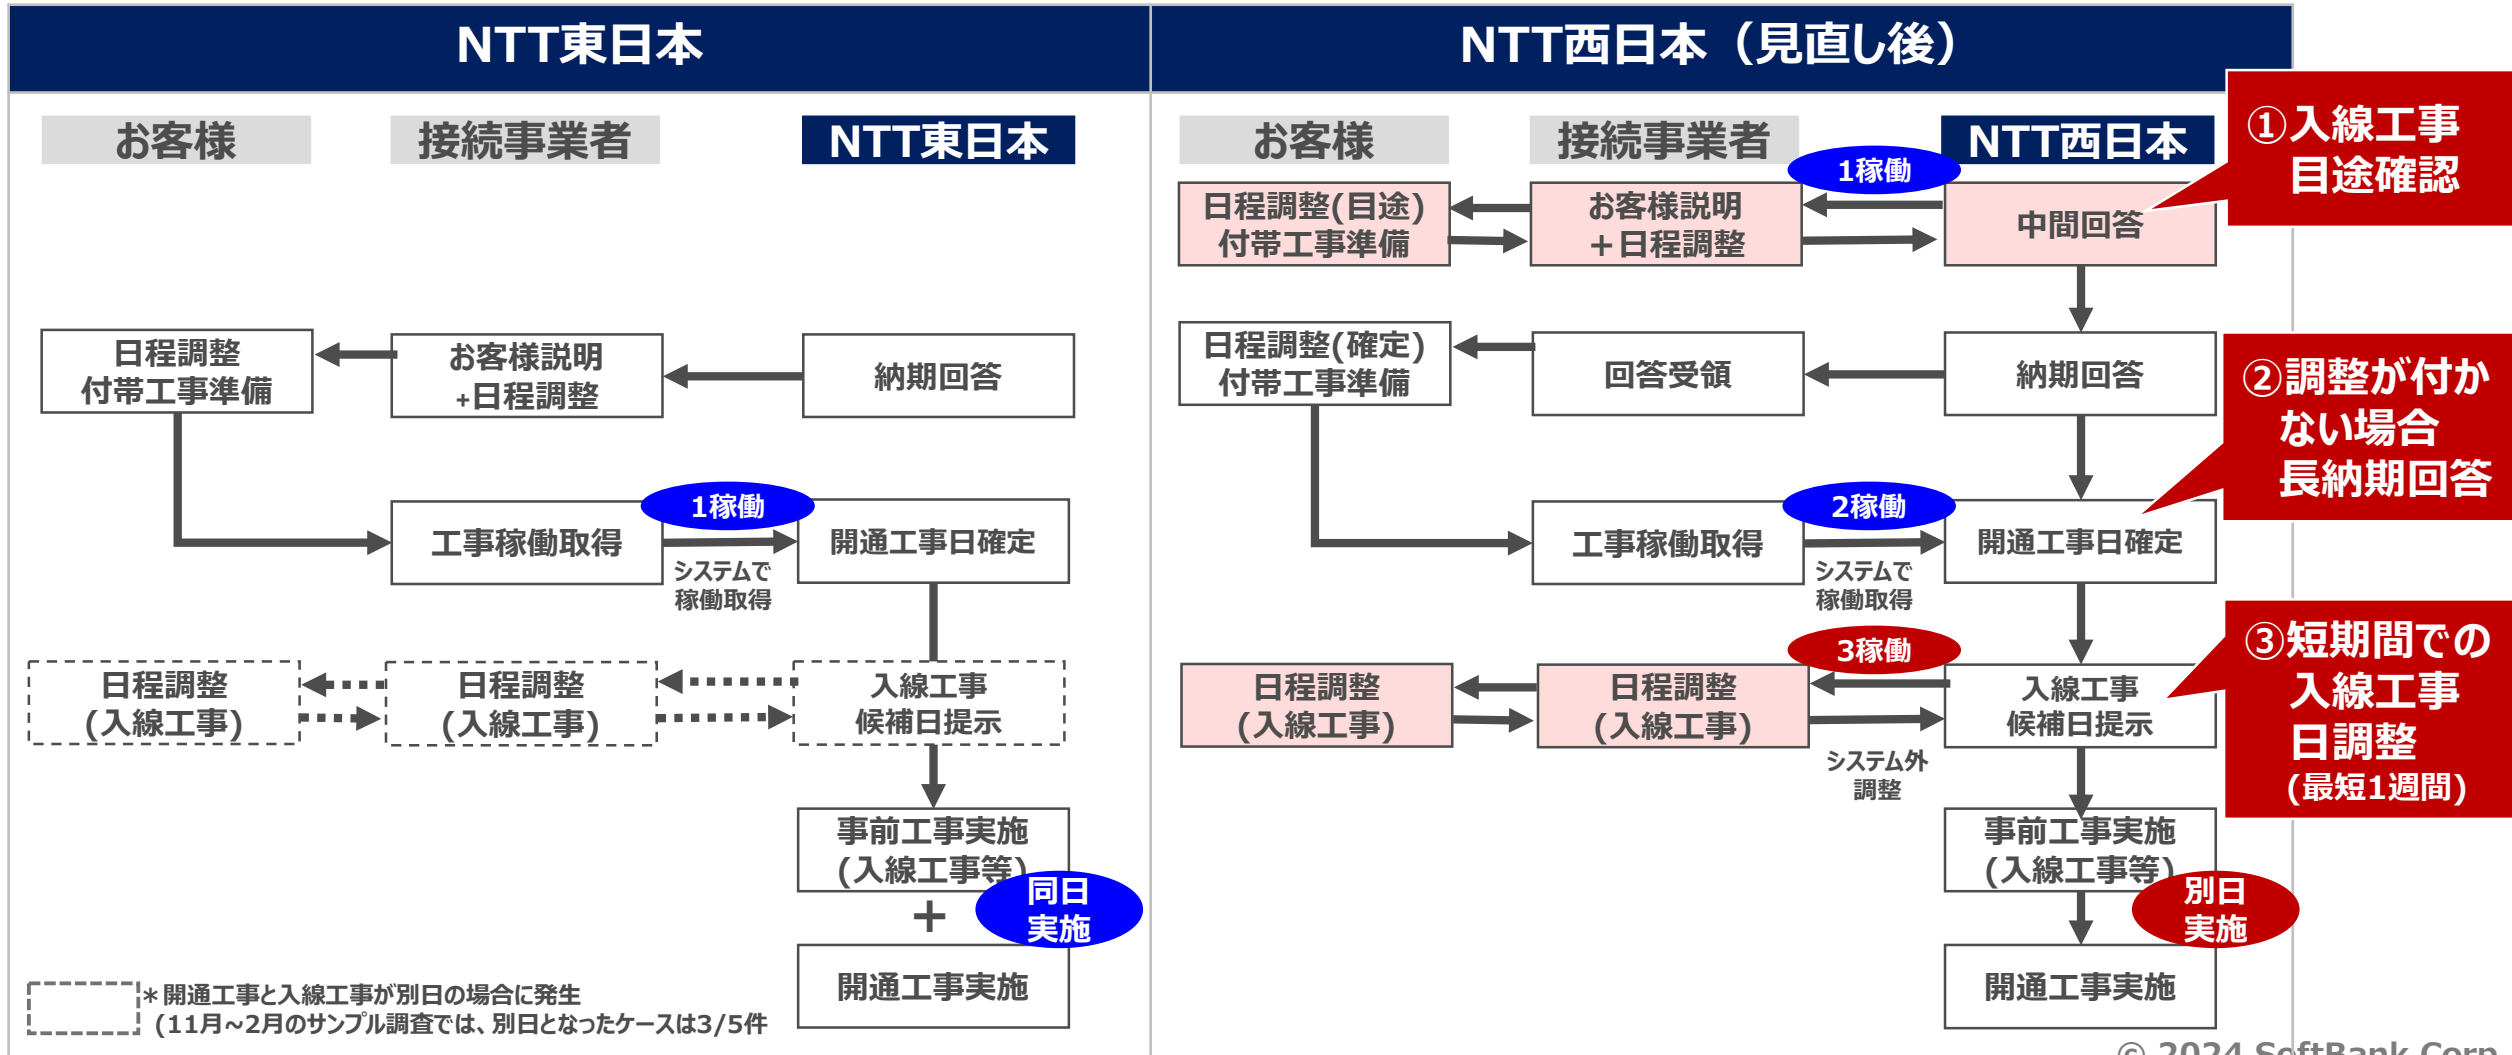 NTT東日本
NTT西日本（見直し後）
お客様
接続事業者
NTT東日本
日程調整
付帯工事準備
お客様説明
+日程調整
納期回答
工事稼働取得
1稼働
システムで
稼働取得
開通工事日確定
日程調整
(入線工事)
日程調整
(入線工事)
入線工事
候補日提示
事前工事実施
(入線工事等)
同日
実施
+
開通工事実施
＊開通工事と入線工事が別日の場合に発生
(11月~2月のサンプル調査では、別日となったケースは3/5件
お客様
接続事業者
NTT西日本
日程調整(目途)
付帯工事準備
お客様説明
＋日程調整
1稼働
中間回答
①入線工事
目途確認
日程調整(確定)
付帯工事準備
回答受領
納期回答
②調整が付か
ない場合
長納期回答
工事稼働取得
2稼働
システムで
稼働取得
開通工事日確定
日程調整
(入線工事)
日程調整
(入線工事)
3稼働
システム外
調整
入線工事
候補日提示
③短期間での
入線工事
日調整
(最短1週間)
事前工事実施
(入線工事等)
別日
実施
開通工事実施
© 2024 SoftBank Corp